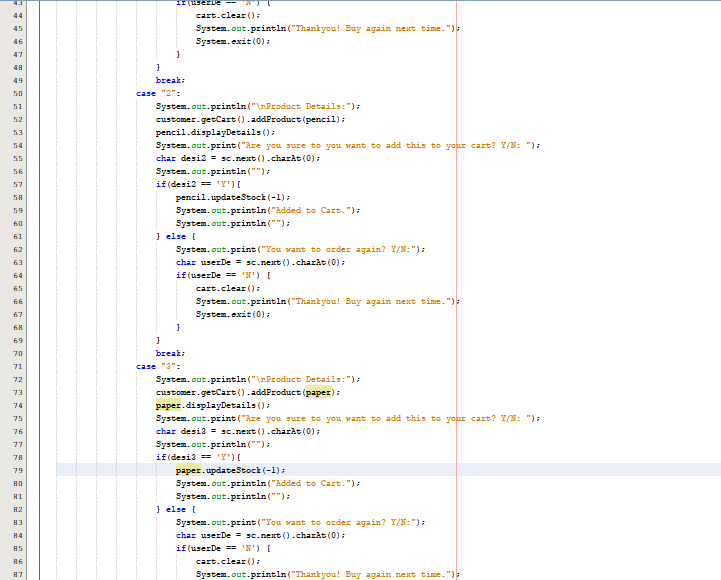 43 if(userDe == 'N') {
44 cart.clear();
45 System.out.println("Thankyou! Buy again next time.");
46 System.exit(0);
47 }
48 }
49 break;
50 case "2":
51 System.out.println("\nProduct Details:");
52 customer.getCart().addProduct(pencil);
53 pencil.displayDetails();
54 System.out.print("Are you sure to you want to add this to your cart? Y/N: ");
55 char desi2 = sc.next().charAt(0);
56 System.out.println("");
57 if(desi2 == 'Y'){
58 pencil.updateStock(-1);
59 System.out.println("Added to Cart.");
60 System.out.println("");
61 } else {
62 System.out.print("You want to order again? Y/N:");
63 char userDe = sc.next().charAt(0);
64 if(userDe == 'N') {
65 cart.clear();
66 System.out.println("Thankyou! Buy again next time.");
67 System.exit(0);
68 }
69 }
70 break;
71 case "3":
72 System.out.println("\nProduct Details:");
73 customer.getCart().addProduct(paper);
74 paper.displayDetails();
75 System.out.print("Are you sure to you want to add this to your cart? Y/N: ");
76 char desi3 = sc.next().charAt(0);
77 System.out.println("");
78 if(desi3 == 'Y'){
79 paper.updateStock(-1);
80 System.out.println("Added to Cart.");
81 System.out.println("");
82 } else {
83 System.out.print("You want to order again? Y/N:");
84 char userDe = sc.next().charAt(0);
85 if(userDe == 'N') {
86 cart.clear();
87 System.out.println("Thankyou! Buy again next time.");